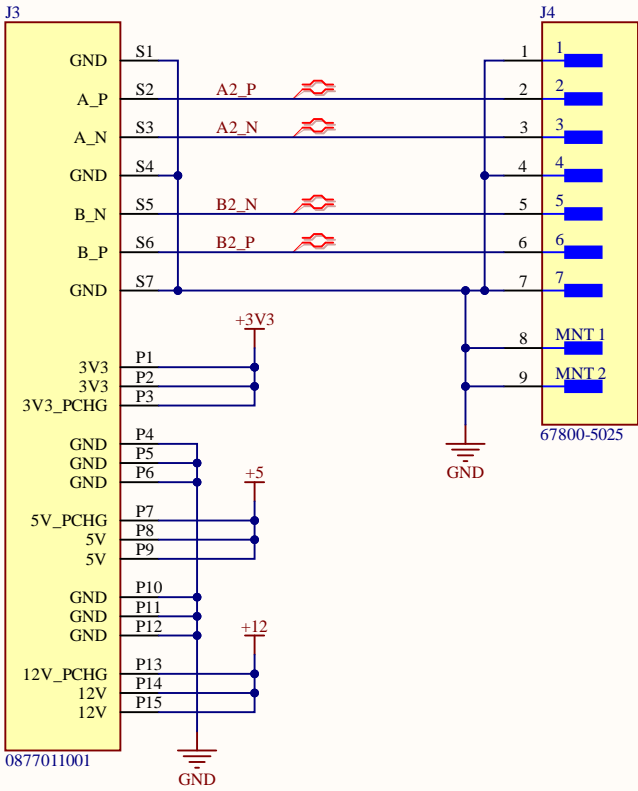 J3
J4
GND S1 1 1
A_P S2 A2_P 2 2
A_N S3 A2_N 3 3
GND S4 4 4
B_N S5 B2_N 5 5
B_P S6 B2_P 6 6
GND S7 7 7
+3V3
8 MNT 1
3V3 P1
3V3 P2
9 MNT 2
3V3_PCHG P3
67800-5025
GND P4
GND P5
GND P6
GND
+5
5V_PCHG P7
5V P8
5V P9
GND P10
GND P11
GND P12
+12
12V_PCHG P13
12V P14
12V P15
0877011001
GND